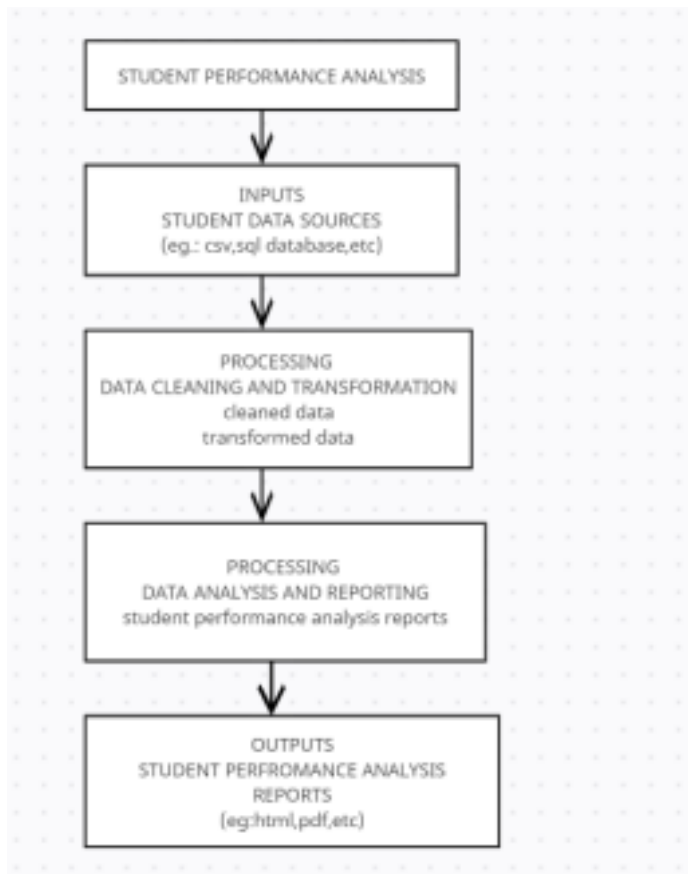 STUDENT PERFORMANCE ANALYSIS
INPUTS
STUDENT DATA SOURCES
(eg.: csv,sql database,etc)
PROCESSING
DATA CLEANING AND TRANSFORMATION
cleaned data
transformed data
PROCESSING
DATA ANALYSIS AND REPORTING
student performance analysis reports
OUTPUTS
STUDENT PERFROMANCE ANALYSIS
REPORTS
(eg:html,pdf,etc)